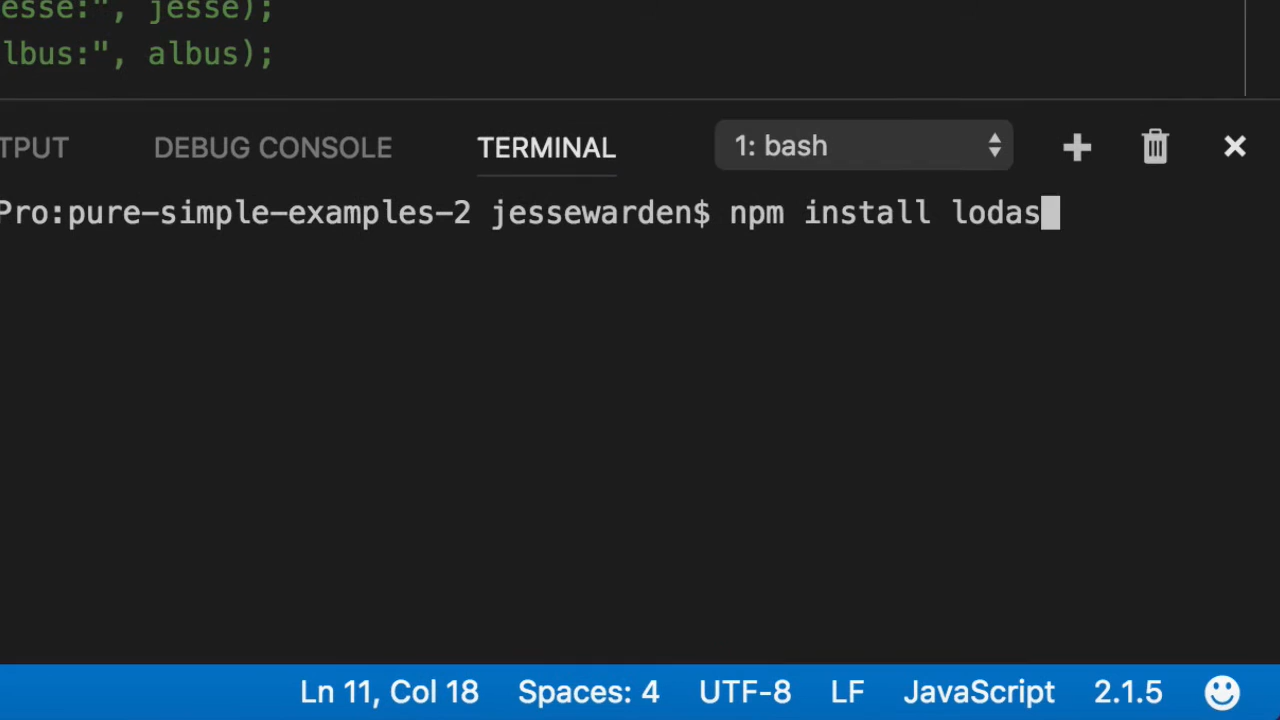 esse:", jesse);
lbus:", albus);
TPUT DEBUG CONSOLE TERMINAL 1: bash
Pro:pure-simple-examples-2 jessewarden$ npm install lodas
Ln 11, Col 18 Spaces: 4 UTF-8 LF JavaScript 2.1.5